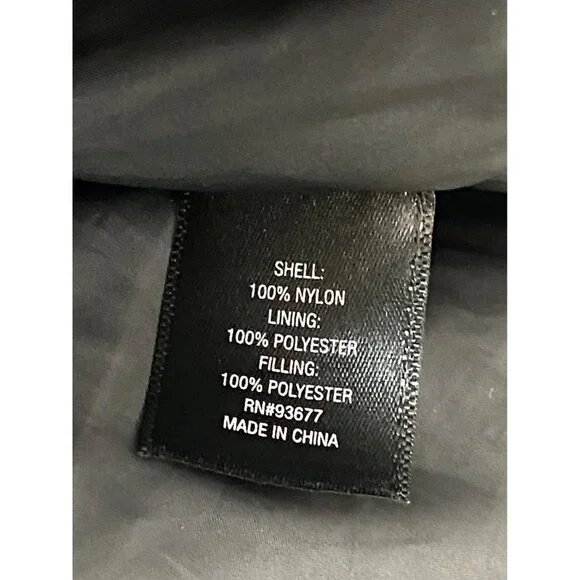 SHELL:
100% NYLON
LINING:
100% POLYESTER
FILLING:
100% POLYESTER
RN#93677
MADE IN CHINA